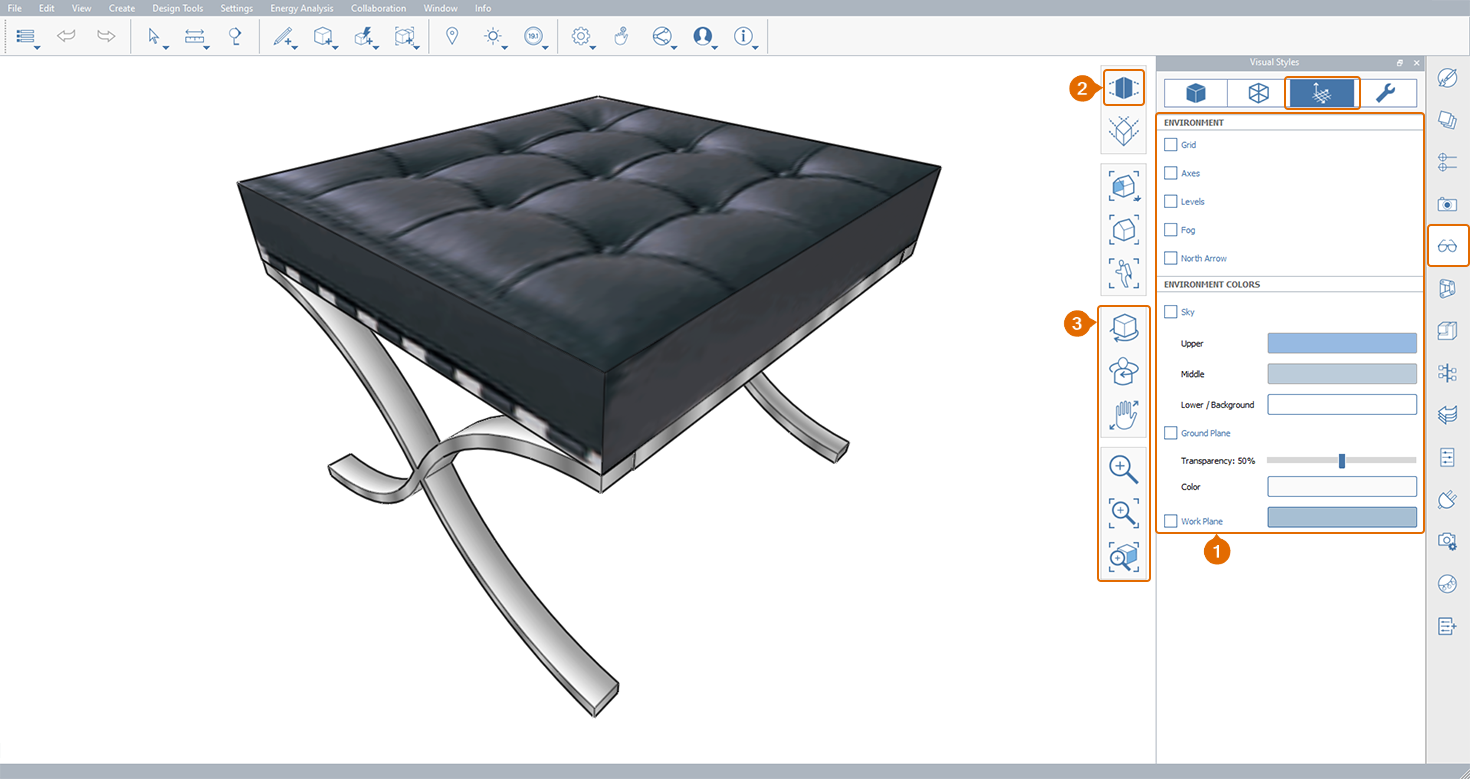 File Edit View Create Design Tools Settings Energy Analysis Collaboration Window Info
19.1
Visual Styles
2
ENVIRONMENT
Grid
Axes
Levels
Fog
North Arrow
ENVIRONMENT COLORS
Sky
3
Upper
Middle
Lower / Background
Ground Plane
Transparency: 50%
Color
Work Plane
1